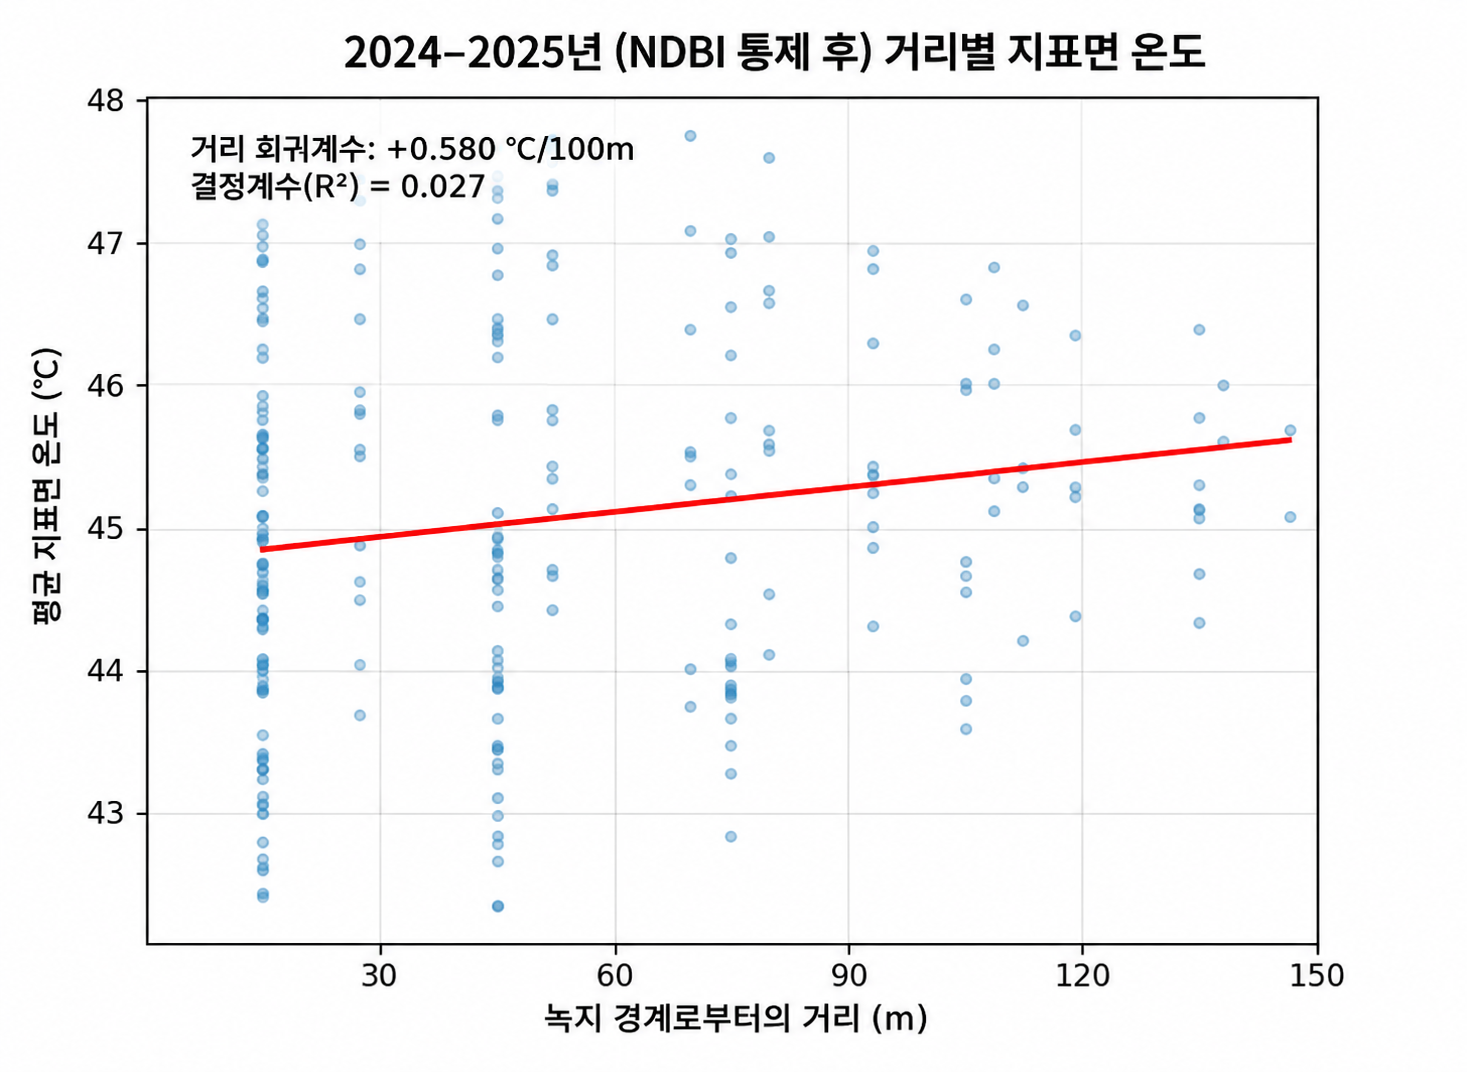 2024–2025년 (NDBI 통제 후) 거리별 지표면 온도
거리 회귀계수: +0.580 ℃/100m
결정계수(R²) = 0.027
48
47
46
45
44
43
평균 지표면 온도 (℃)
30 60 90 120 150
녹지 경계로부터의 거리 (m)